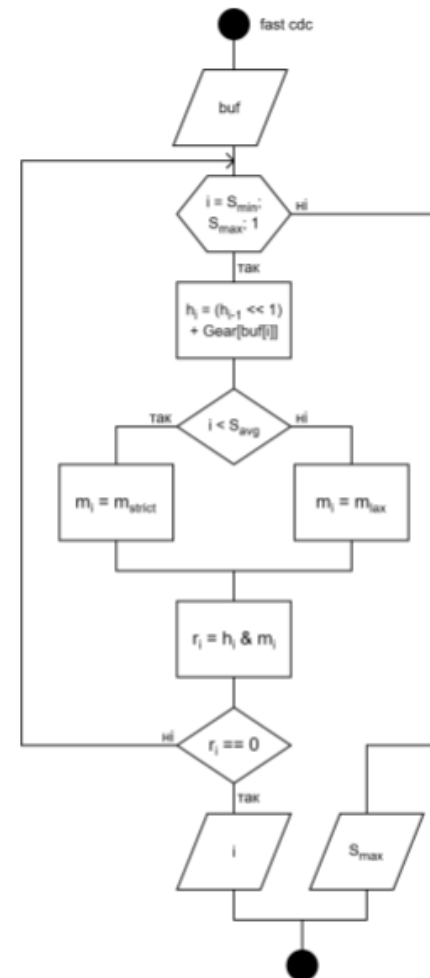 fast cdc
buf
i = S_min;
S_max; 1
ні
так
h_i = (h_{i-1} << 1)
+ Gear[buf[i]]
так
i < S_avg
ні
m_i = m_strict
m_i = m_lax
r_i = h_i & m_i
ні
r_i == 0
так
i
S_max